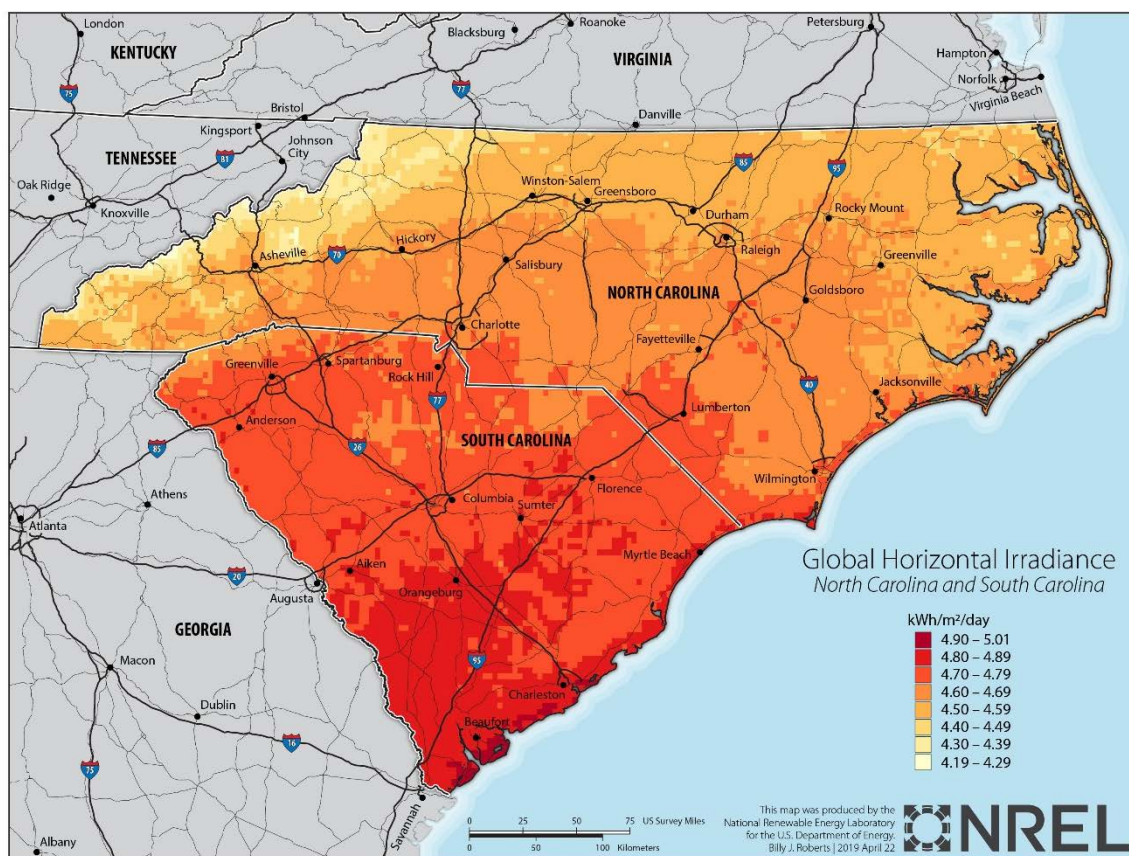 London
KENTUCKY
75
Blacksburg
Roanoke
77
VIRGINIA
Petersburg
Hampton
Norfolk
Virginia Beach
Bristol
Kingsport
Johnson
City
81
TENNESSEE
Oak Ridge
Knoxville
Danville
85
95
Winston-Salem
Greensboro
Durham
Raleigh
Rocky Mount
Greenville
Hickory
70
Asheville
Salisbury
NORTH CAROLINA
Goldsboro
Charlotte
Fayetteville
Jacksonville
40
Greenville
Spartanburg
Rock Hill
77
Lumberton
Anderson
26
SOUTH CAROLINA
Wilmington
85
Athens
Atlanta
Columbia
Florence
Sumter
Myrtle Beach
Aiken
Orangeburg
20
Augusta
GEORGIA
95
Macon
Dublin
16
75
Charleston
Beaufort
Savannah
Albany
Global Horizontal Irradiance
North Carolina and South Carolina
kWh/m²/day
4.90 – 5.01
4.80 – 4.89
4.70 – 4.79
4.60 – 4.69
4.50 – 4.59
4.40 – 4.49
4.30 – 4.39
4.19 – 4.29
0 25 50 75 US Survey Miles
0 50 100 Kilometers
This map was produced by the
National Renewable Energy Laboratory
for the U.S. Department of Energy.
Billy J. Roberts | 2019 April 22
NREL